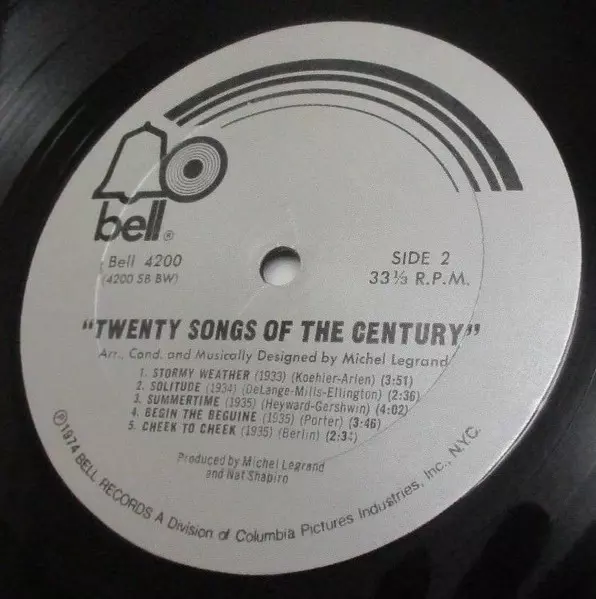 bell®
Bell 4200
(4200 SB BW)
SIDE 2
33⅓ R.P.M.
"TWENTY SONGS OF THE CENTURY"
Arr., Cond. and Musically Designed by Michel Legrand
1. STORMY WEATHER (1933) (Koehler-Arlen) (3:51)
2. SOLITUDE (1934) (DeLange-Mills-Ellington) (2:36)
3. SUMMERTIME (1935) (Heyward-Gershwin) (4:02)
4. BEGIN THE BEGUINE (1935) (Porter) (3:46)
5. CHEEK TO CHEEK (1935) (Berlin) (2:34)
Produced by Michel Legrand
and Nat Shapiro
℗1974 BELL RECORDS A Division of Columbia Pictures Industries, Inc., N.Y.C.